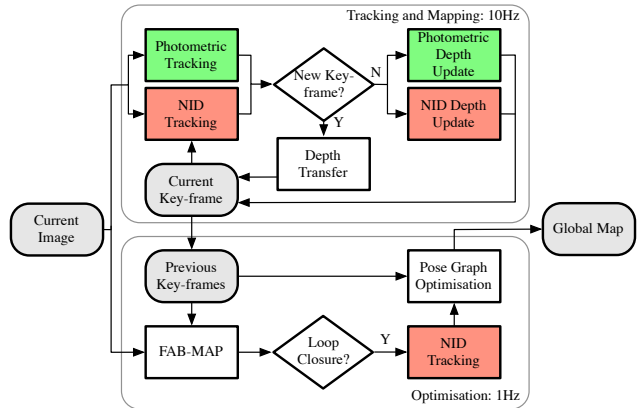 Tracking and Mapping: 10Hz
Photometric
Tracking
NID
Tracking
New Key-
frame?
N
Y
Photometric
Depth
Update
NID Depth
Update
Depth
Transfer
Current
Key-frame
Current
Image
Global Map
Previous
Key-frames
Pose Graph
Optimisation
FAB-MAP
Loop
Closure?
Y
NID
Tracking
Optimisation: 1Hz